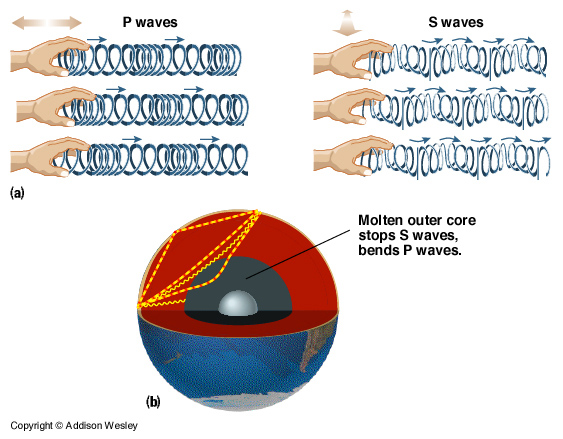 P waves
S waves
(a)
Molten outer core
stops S waves,
bends P waves.
(b)
Copyright © Addison Wesley